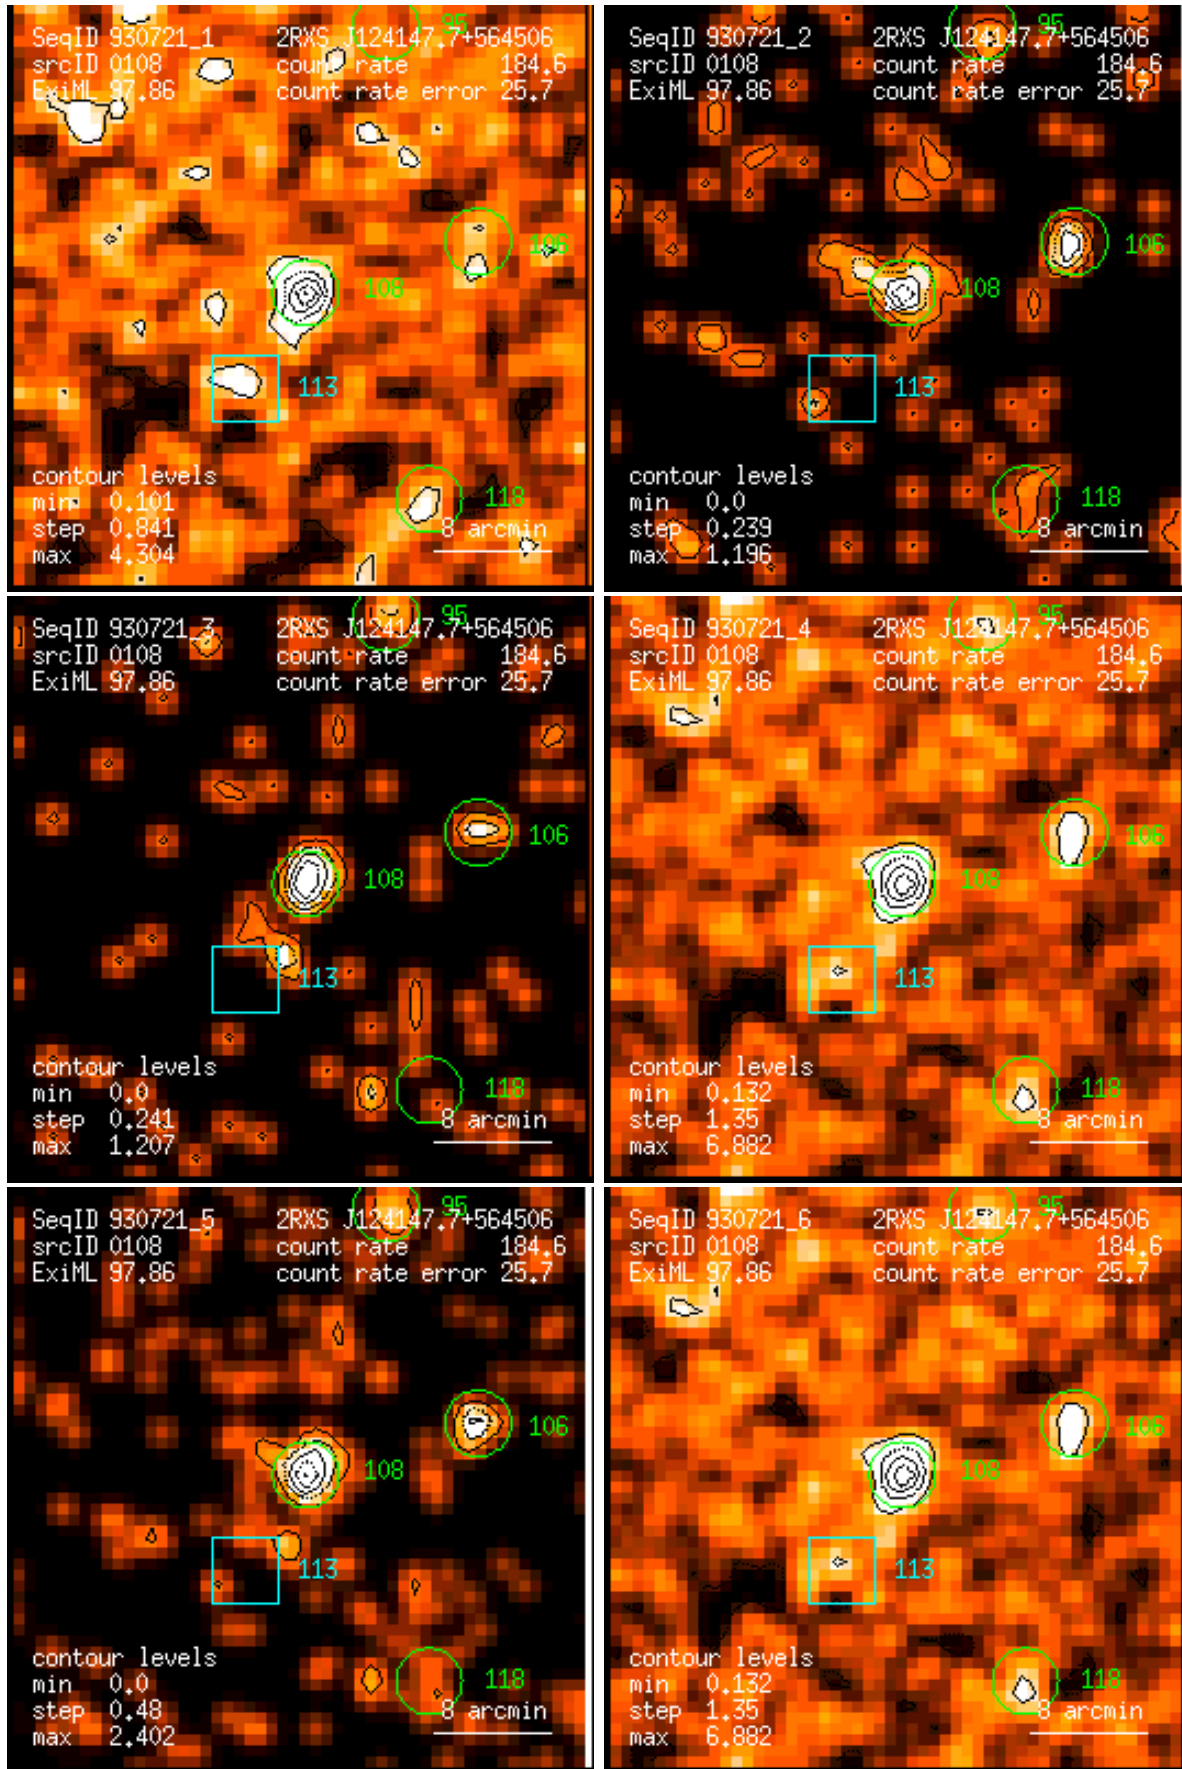 SeqID 930721_1 2RXS J124147.7+564506
srcID 0108 count rate 184.6
ExiML 97.86 count rate error 25.7
95
106
108
113
contour levels
min 0.101
step 0.841
max 4.304
118
8 arcmin
SeqID 930721_2 2RXS J124147.7+564506
srcID 0108 count rate 184.6
ExiML 97.86 count rate error 25.7
95
106
108
113
contour levels
min 0.0
step 0.239
max 1.196
118
8 arcmin
SeqID 930721_3 2RXS J124147.7+564506
srcID 0108 count rate 184.6
ExiML 97.86 count rate error 25.7
95
106
108
113
contour levels
min 0.0
step 0.241
max 1.207
118
8 arcmin
SeqID 930721_4 2RXS J124147.7+564506
srcID 0108 count rate 184.6
ExiML 97.86 count rate error 25.7
95
106
108
113
contour levels
min 0.132
step 1.35
max 6.882
118
8 arcmin
SeqID 930721_5 2RXS J124147.7+564506
srcID 0108 count rate 184.6
ExiML 97.86 count rate error 25.7
95
106
108
113
contour levels
min 0.0
step 0.48
max 2.402
118
8 arcmin
SeqID 930721_6 2RXS J124147.7+564506
srcID 0108 count rate 184.6
ExiML 97.86 count rate error 25.7
95
106
108
113
contour levels
min 0.132
step 1.35
max 6.882
118
8 arcmin